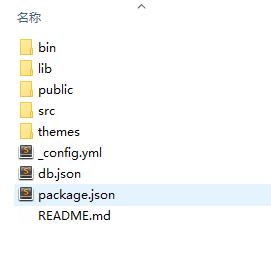 名称
bin
lib
public
src
themes
_config.yml
db.json
package.json
README.md